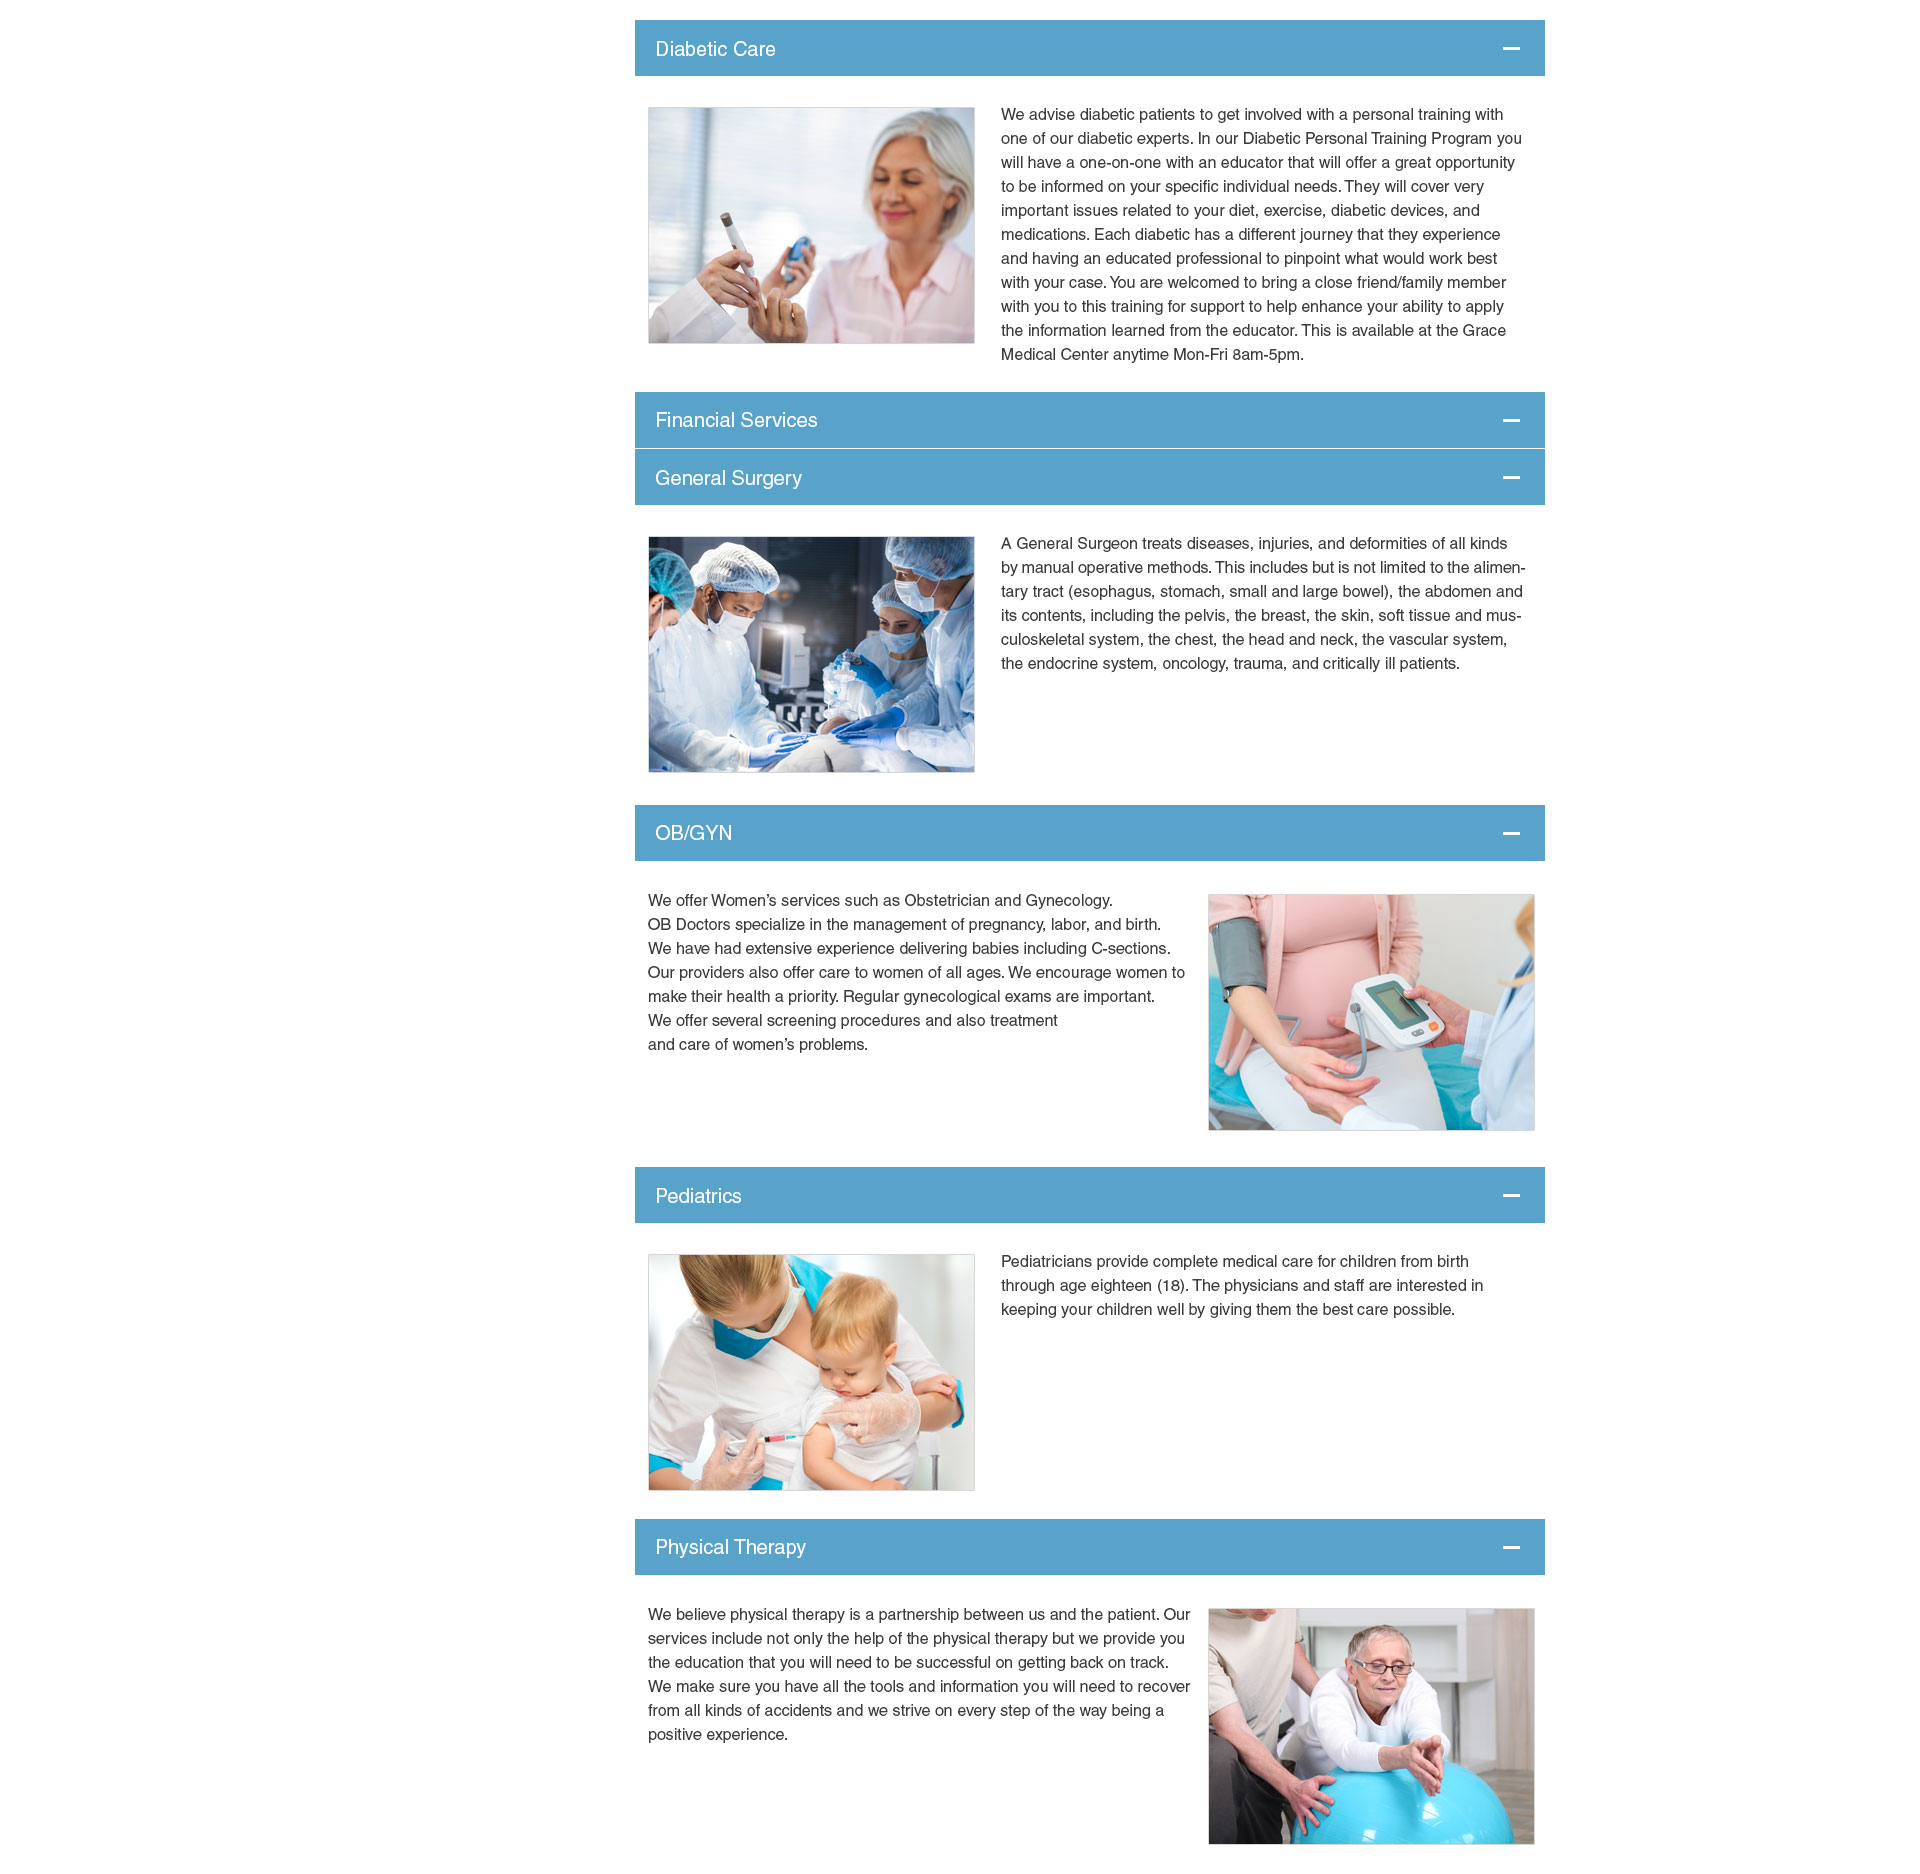 Diabetic Care
We advise diabetic patients to get involved with a personal training with
one of our diabetic experts. In our Diabetic Personal Training Program you
will have a one-on-one with an educator that will offer a great opportunity
to be informed on your specific individual needs. They will cover very
important issues related to your diet, exercise, diabetic devices, and
medications. Each diabetic has a different journey that they experience
and having an educated professional to pinpoint what would work best
with your case. You are welcomed to bring a close friend/family member
with you to this training for support to help enhance your ability to apply
the information learned from the educator. This is available at the Grace
Medical Center anytime Mon-Fri 8am-5pm.
Financial Services
General Surgery
A General Surgeon treats diseases, injuries, and deformities of all kinds
by manual operative methods. This includes but is not limited to the alimen-
tary tract (esophagus, stomach, small and large bowel), the abdomen and
its contents, including the pelvis, the breast, the skin, soft tissue and mus-
culoskeletal system, the chest, the head and neck, the vascular system,
the endocrine system, oncology, trauma, and critically ill patients.
OB/GYN
We offer Women’s services such as Obstetrician and Gynecology.
OB Doctors specialize in the management of pregnancy, labor, and birth.
We have had extensive experience delivering babies including C-sections.
Our providers also offer care to women of all ages. We encourage women to
make their health a priority. Regular gynecological exams are important.
We offer several screening procedures and also treatment
and care of women’s problems.
Pediatrics
Pediatricians provide complete medical care for children from birth
through age eighteen (18). The physicians and staff are interested in
keeping your children well by giving them the best care possible.
Physical Therapy
We believe physical therapy is a partnership between us and the patient. Our
services include not only the help of the physical therapy but we provide you
the education that you will need to be successful on getting back on track.
We make sure you have all the tools and information you will need to recover
from all kinds of accidents and we strive on every step of the way being a
positive experience.